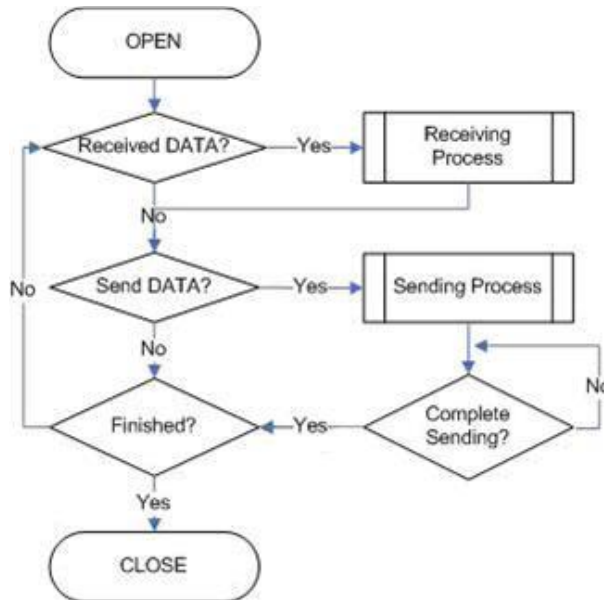 OPEN
Received DATA?
Yes
Receiving
Process
No
Send DATA?
Yes
Sending Process
No
No
Finished?
Yes
Complete
Sending?
No
Yes
CLOSE